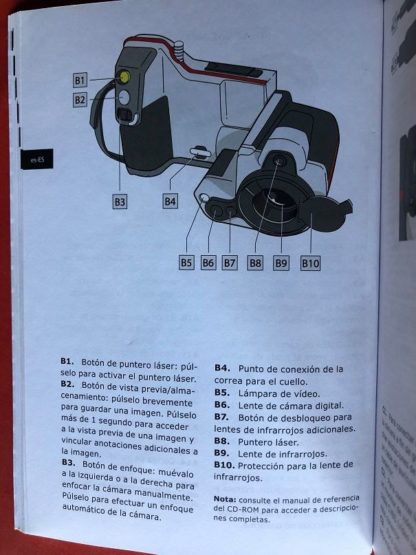 B1
B2
es-ES
B3
B4
B5
B6
B7
B8
B9
B10
B1. Botón de puntero láser: púl-
selo para activar el puntero láser.
B2. Botón de vista previa/alma-
cenamiento: púlselo brevemente
para guardar una imagen. Púlselo
más de 1 segundo para acceder
a la vista previa de una imagen y
vincular anotaciones adicionales a
la imagen.
B3. Botón de enfoque: muévalo
a la izquierda o a la derecha para
enfocar la cámara manualmente.
Púlselo para efectuar un enfoque
automático de la cámara.
B4. Punto de conexión de la
correa para el cuello.
B5. Lámpara de vídeo.
B6. Lente de cámara digital.
B7. Botón de desbloqueo para
lentes de infrarrojos adicionales.
B8. Puntero láser.
B9. Lente de infrarrojos.
B10. Protección para la lente de
infrarrojos.
Nota: consulte el manual de referencia
del CD-ROM para acceder a descripcio-
nes completas.